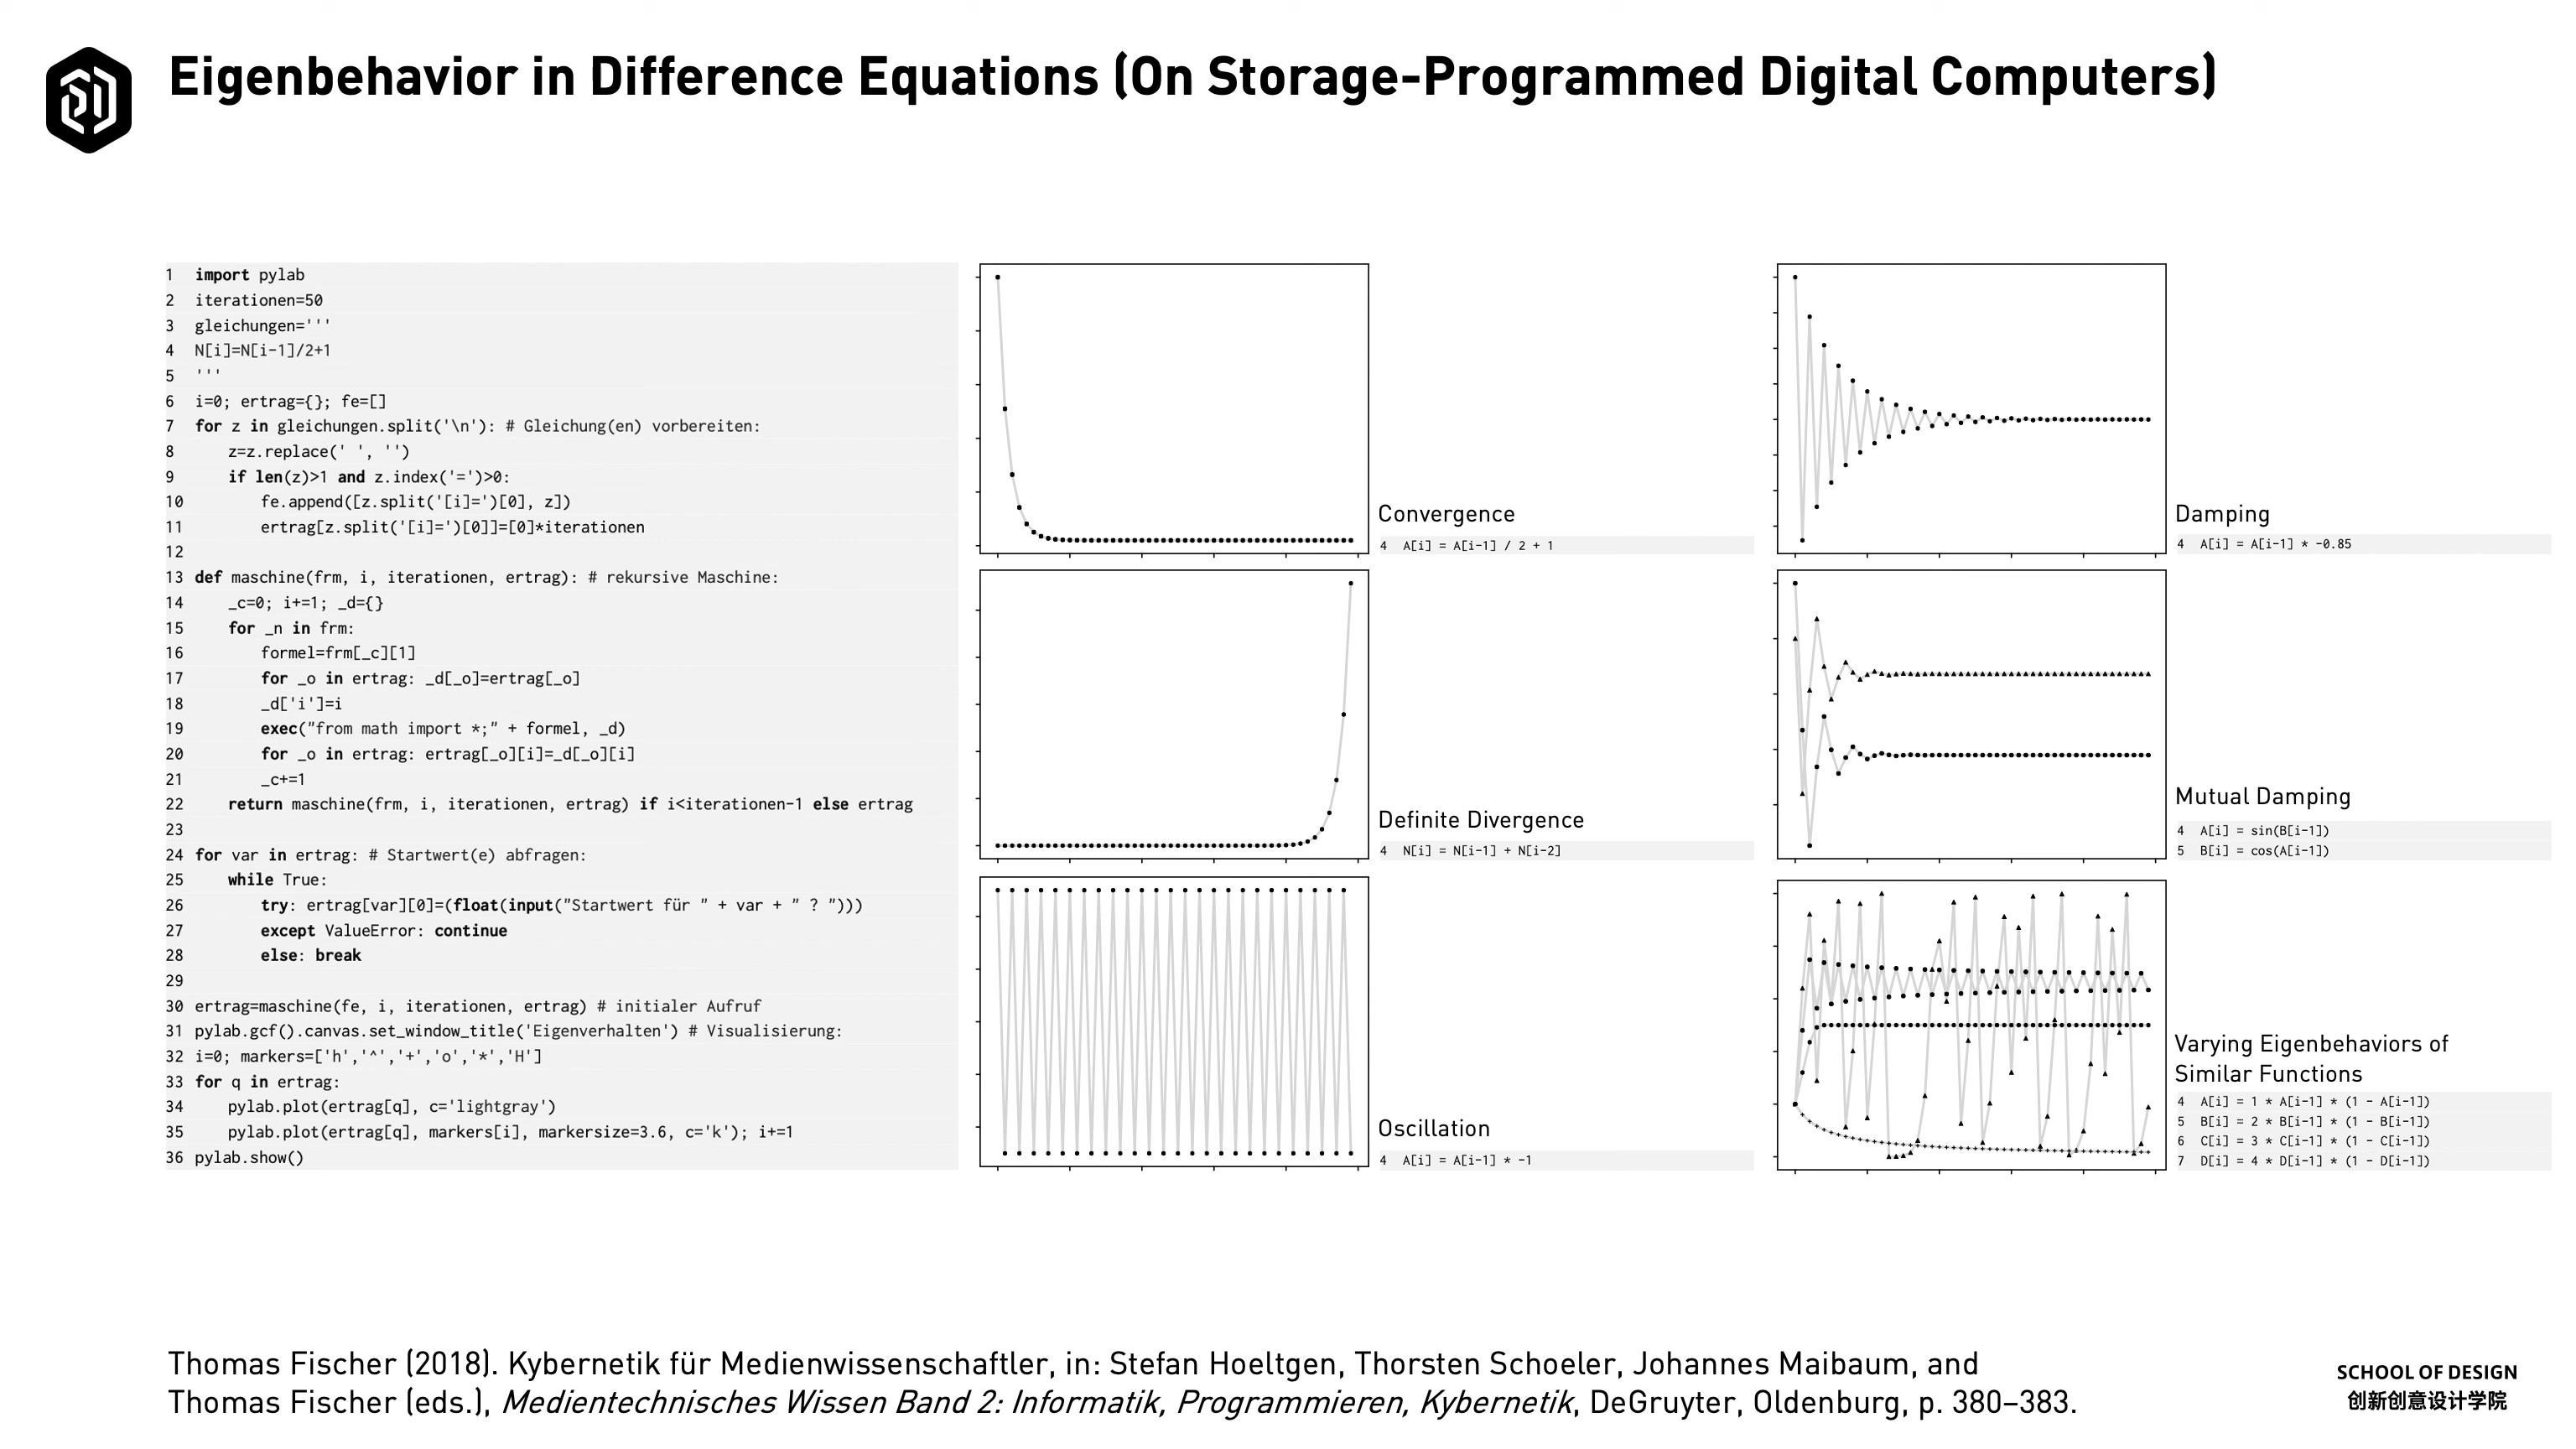 Eigenbehavior in Difference Equations (On Storage-Programmed Digital Computers)
1 import pylab
2 iterationen=50
3 gleichungen='''
4 N[i]=N[i-1]/2+1
5 '''
6 i=0; ertrag={}; fe=[]
7 for z in gleichungen.split('\n'): # Gleichung(en) vorbereiten:
8 z=z.replace(' ', '')
9 if len(z)>1 and z.index('=')>0:
10 fe.append([z.split('[i]=')[0], z])
11 ertrag[z.split('[i]=')[0]]=[0]*iterationen
12
13 def maschine(frm, i, iterationen, ertrag): # rekursive Maschine:
14 _c=0; i+=1; _d={}
15 for _n in frm:
16 formel=frm[_c][1]
17 for _o in ertrag: _d[_o]=ertrag[_o]
18 _d['i']=i
19 exec("from math import *;" + formel, _d)
20 for _o in ertrag: ertrag[_o][i]=_d[_o][i]
21 _c+=1
22 return maschine(frm, i, iterationen, ertrag) if i<iterationen-1 else ertrag
23
24 for var in ertrag: # Startwert(e) abfragen:
25 while True:
26 try: ertrag[var][0]=(float(input("Startwert für " + var + " ? ")))
27 except ValueError: continue
28 else: break
29
30 ertrag=maschine(fe, i, iterationen, ertrag) # initialer Aufruf
31 pylab.gcf().canvas.set_window_title('Eigenverhalten') # Visualisierung:
32 i=0; markers=['h','^','+','o','*','H']
33 for q in ertrag:
34 pylab.plot(ertrag[q], c='lightgray')
35 pylab.plot(ertrag[q], markers[i], markersize=3.6, c='k'); i+=1
36 pylab.show()
Convergence
4 A[i] = A[i-1] / 2 + 1
Definite Divergence
4 N[i] = N[i-1] + N[i-2]
Oscillation
4 A[i] = A[i-1] * -1
Damping
4 A[i] = A[i-1] * -0.85
Mutual Damping
4 A[i] = sin(B[i-1])
5 B[i] = cos(A[i-1])
Varying Eigenbehaviors of
Similar Functions
4 A[i] = 1 * A[i-1] * (1 - A[i-1])
5 B[i] = 2 * B[i-1] * (1 - B[i-1])
6 C[i] = 3 * C[i-1] * (1 - C[i-1])
7 D[i] = 4 * D[i-1] * (1 - D[i-1])
Thomas Fischer (2018). Kybernetik für Medienwissenschaftler, in: Stefan Hoeltgen, Thorsten Schoeler, Johannes Maibaum, and
Thomas Fischer (eds.), Medientechnisches Wissen Band 2: Informatik, Programmieren, Kybernetik, DeGruyter, Oldenburg, p. 380–383.
SCHOOL OF DESIGN
创新创意设计学院